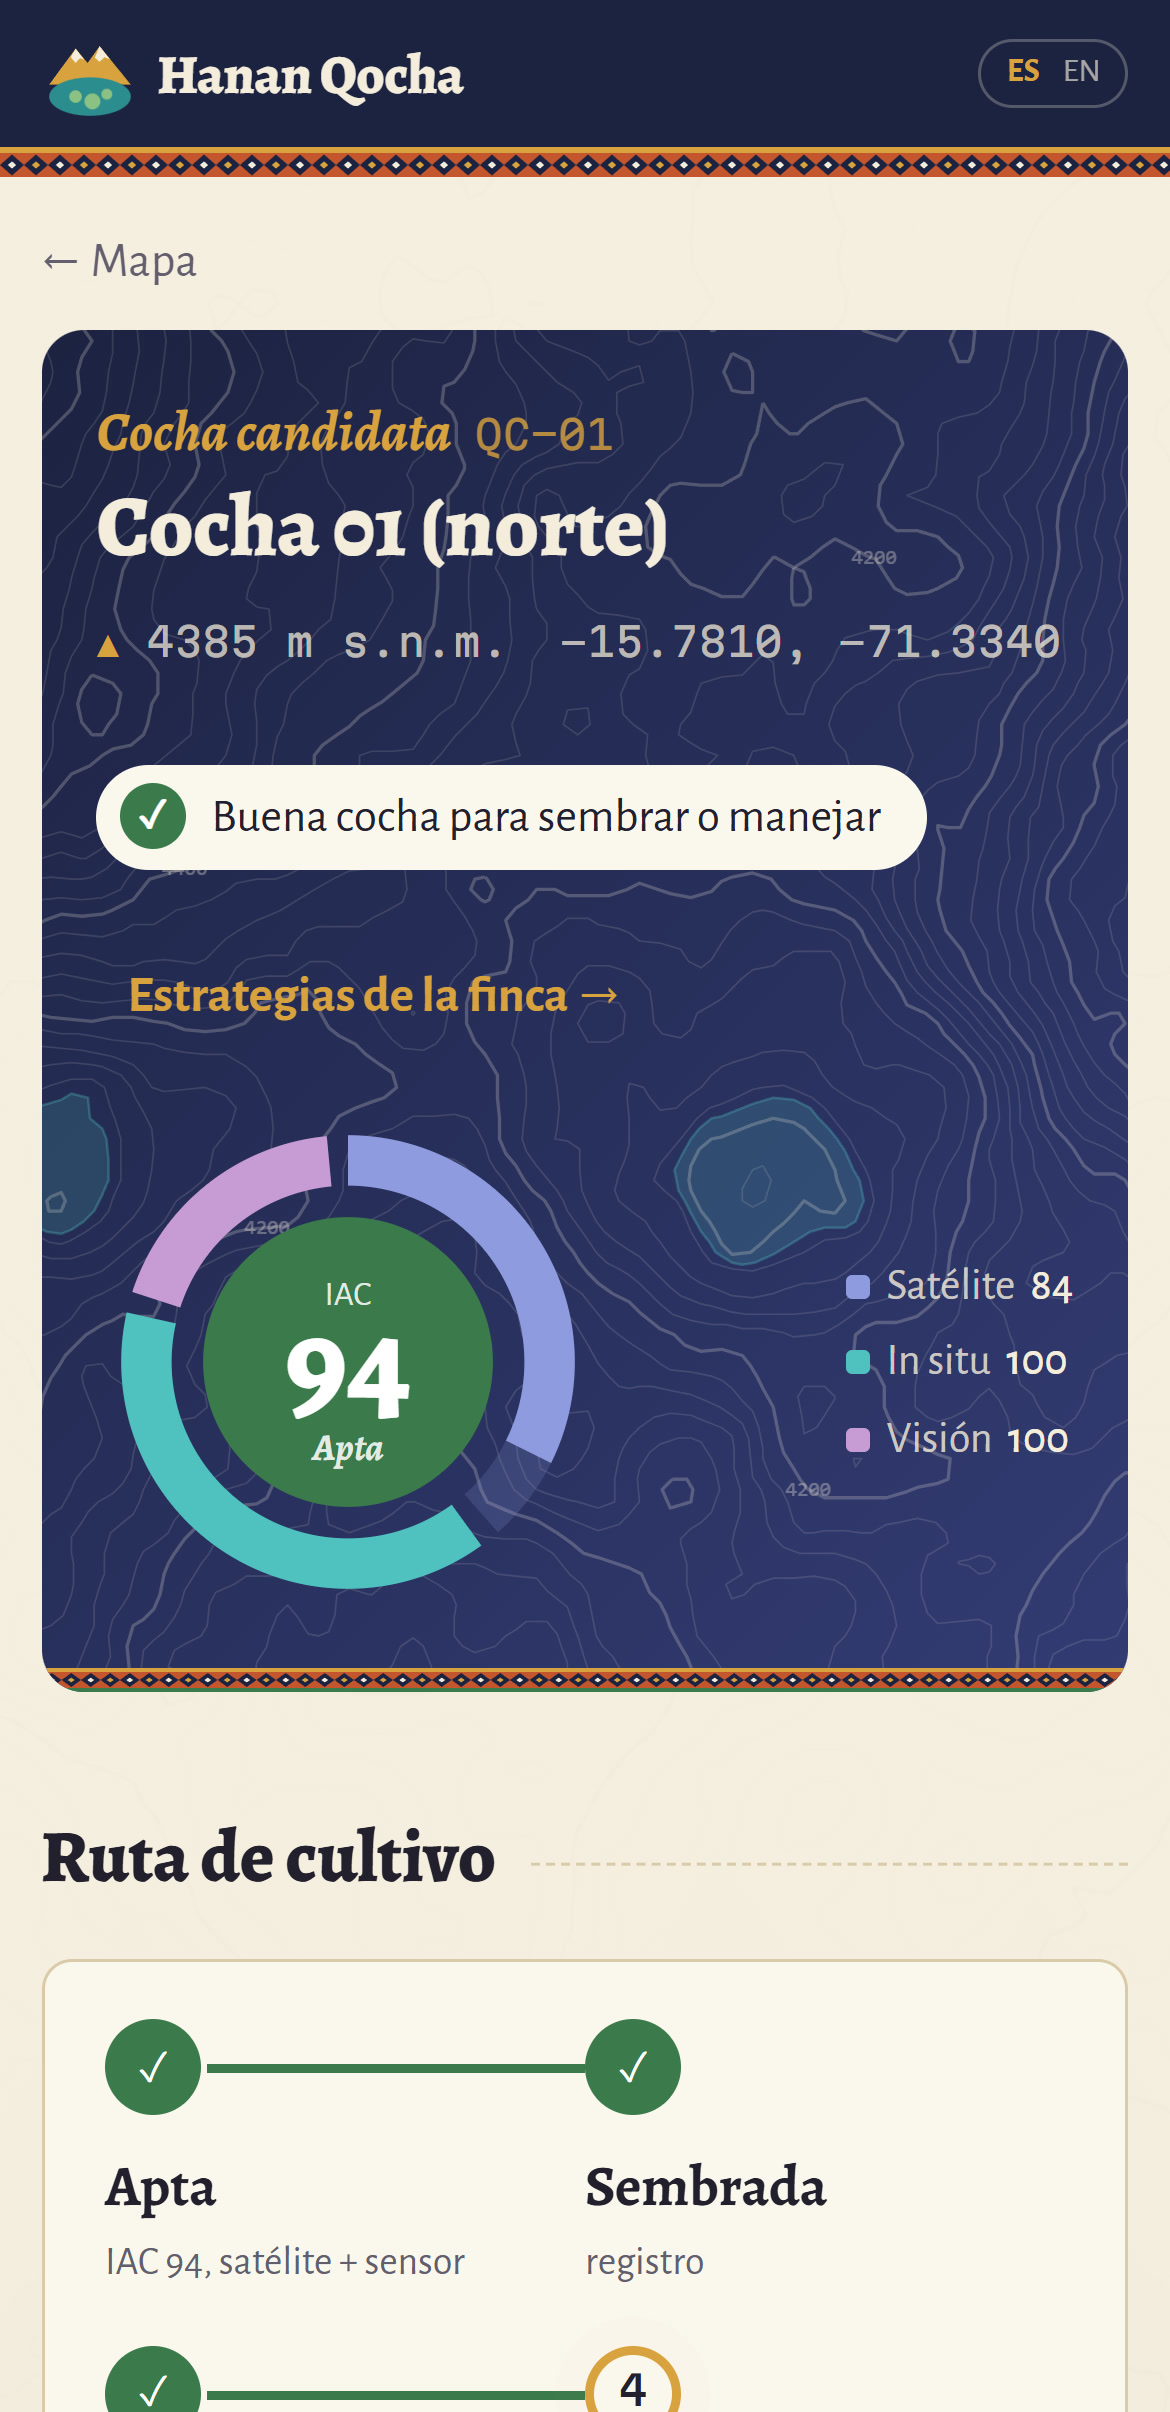 Hanan Qocha
ES EN
← Mapa
Cocha candidata QC-01
Cocha 01 (norte)
4200
▲ 4385 m s.n.m. −15.7810, −71.3340
✓ Buena cocha para sembrar o manejar
Estrategias de la finca →
4200
IAC
94
Apta
Satélite 84
In situ 100
Visión 100
4200
Ruta de cultivo
✓ ✓
Apta Sembrada
IAC 94, satélite + sensor registro
✓ 4